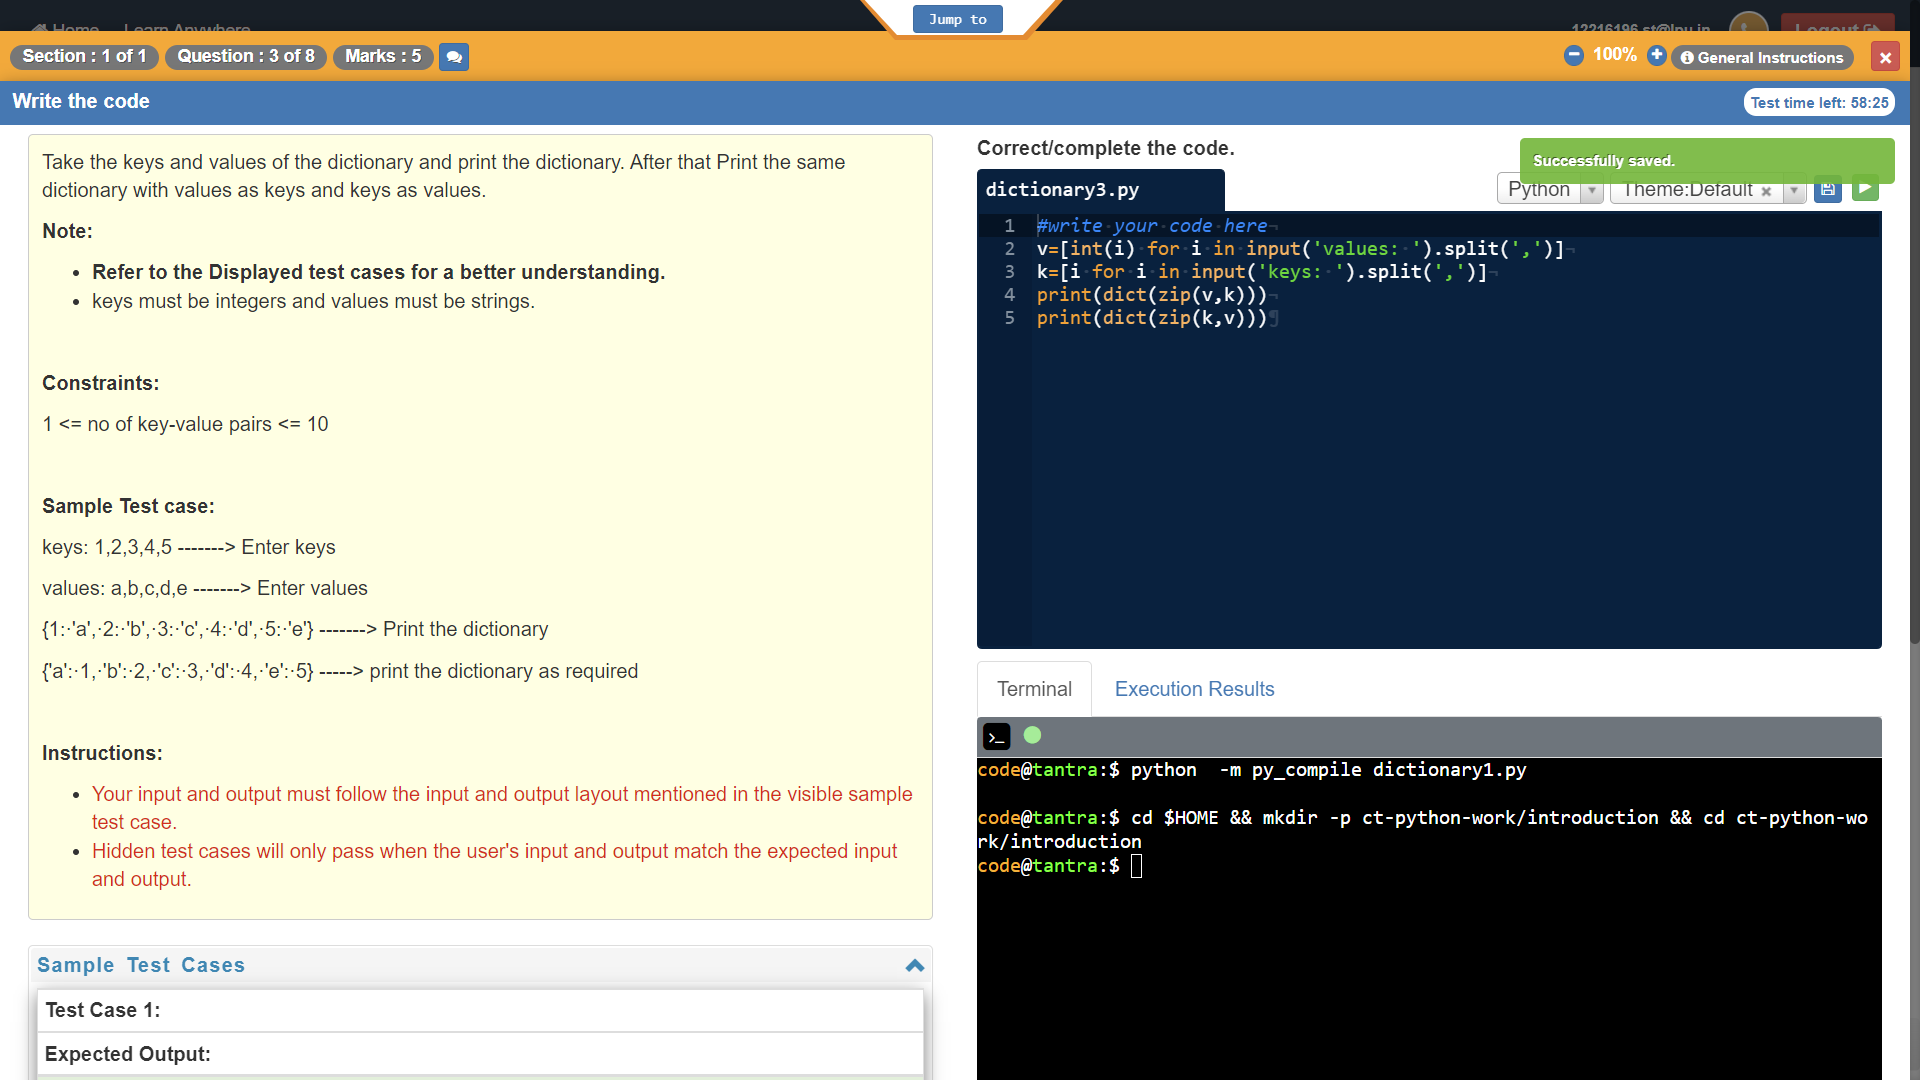 Home Learn Anywhere
Jump to
12216196.st@lpu.in
Logout
Section : 1 of 1
Question : 3 of 8
Marks : 5
100%
General Instructions
Write the code
Test time left: 58:25
Take the keys and values of the dictionary and print the dictionary. After that Print the same
dictionary with values as keys and keys as values.
Note:
• Refer to the Displayed test cases for a better understanding.
• keys must be integers and values must be strings.
Constraints:
1 <= no of key-value pairs <= 10
Sample Test case:
keys: 1,2,3,4,5 -------> Enter keys
values: a,b,c,d,e -------> Enter values
{1:·'a',·2:·'b',·3:·'c',·4:·'d',·5:·'e'} -------> Print the dictionary
{'a':·1,·'b':·2,·'c':·3,·'d':·4,·'e':·5} -----> print the dictionary as required
Instructions:
• Your input and output must follow the input and output layout mentioned in the visible sample
test case.
• Hidden test cases will only pass when the user's input and output match the expected input
and output.
Sample Test Cases
Test Case 1:
Expected Output:
Correct/complete the code.
Successfully saved.
dictionary3.py
Python
Theme:Default
1 #write·your·code·here¬
2 v=[int(i)·for·i·in·input('values:·').split(',')]¬
3 k=[i·for·i·in·input('keys:·').split(',')]¬
4 print(dict(zip(v,k)))¬
5 print(dict(zip(k,v)))¶
Terminal
Execution Results
code@tantra:$ python  -m py_compile dictionary1.py
code@tantra:$ cd $HOME && mkdir -p ct-python-work/introduction && cd ct-python-wo
rk/introduction
code@tantra:$